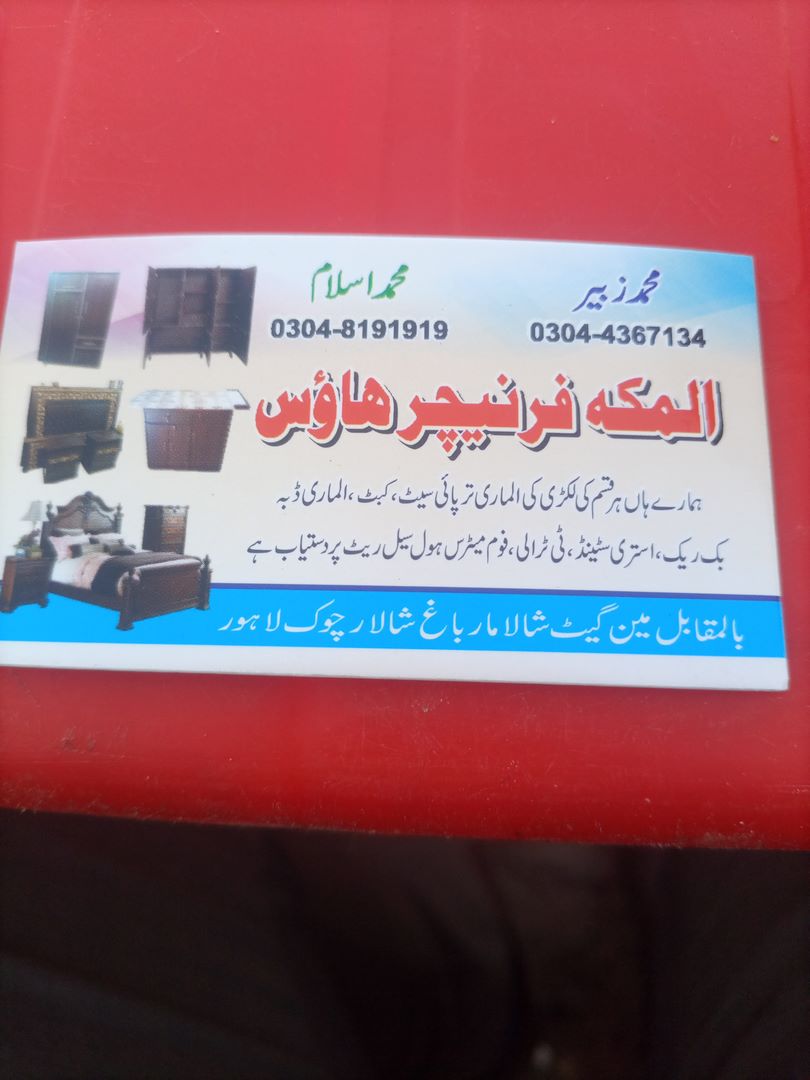 محمد زبیر
0304-4367134
محمد اسلام
0304-8191919
المکہ فرنیچر ھاؤس
ہمارے ہاں ہر قسم کی لکڑی کی الماری ترپائی سیٹ، کبٹ، الماری ڈبہ
بک ریک، استری سٹینڈ، ٹی ٹرالی، فوم میٹرس ہول سیل ریٹ پر دستیاب ہے
بالمقابل مین گیٹ شالامار باغ شالار چوک لاہور